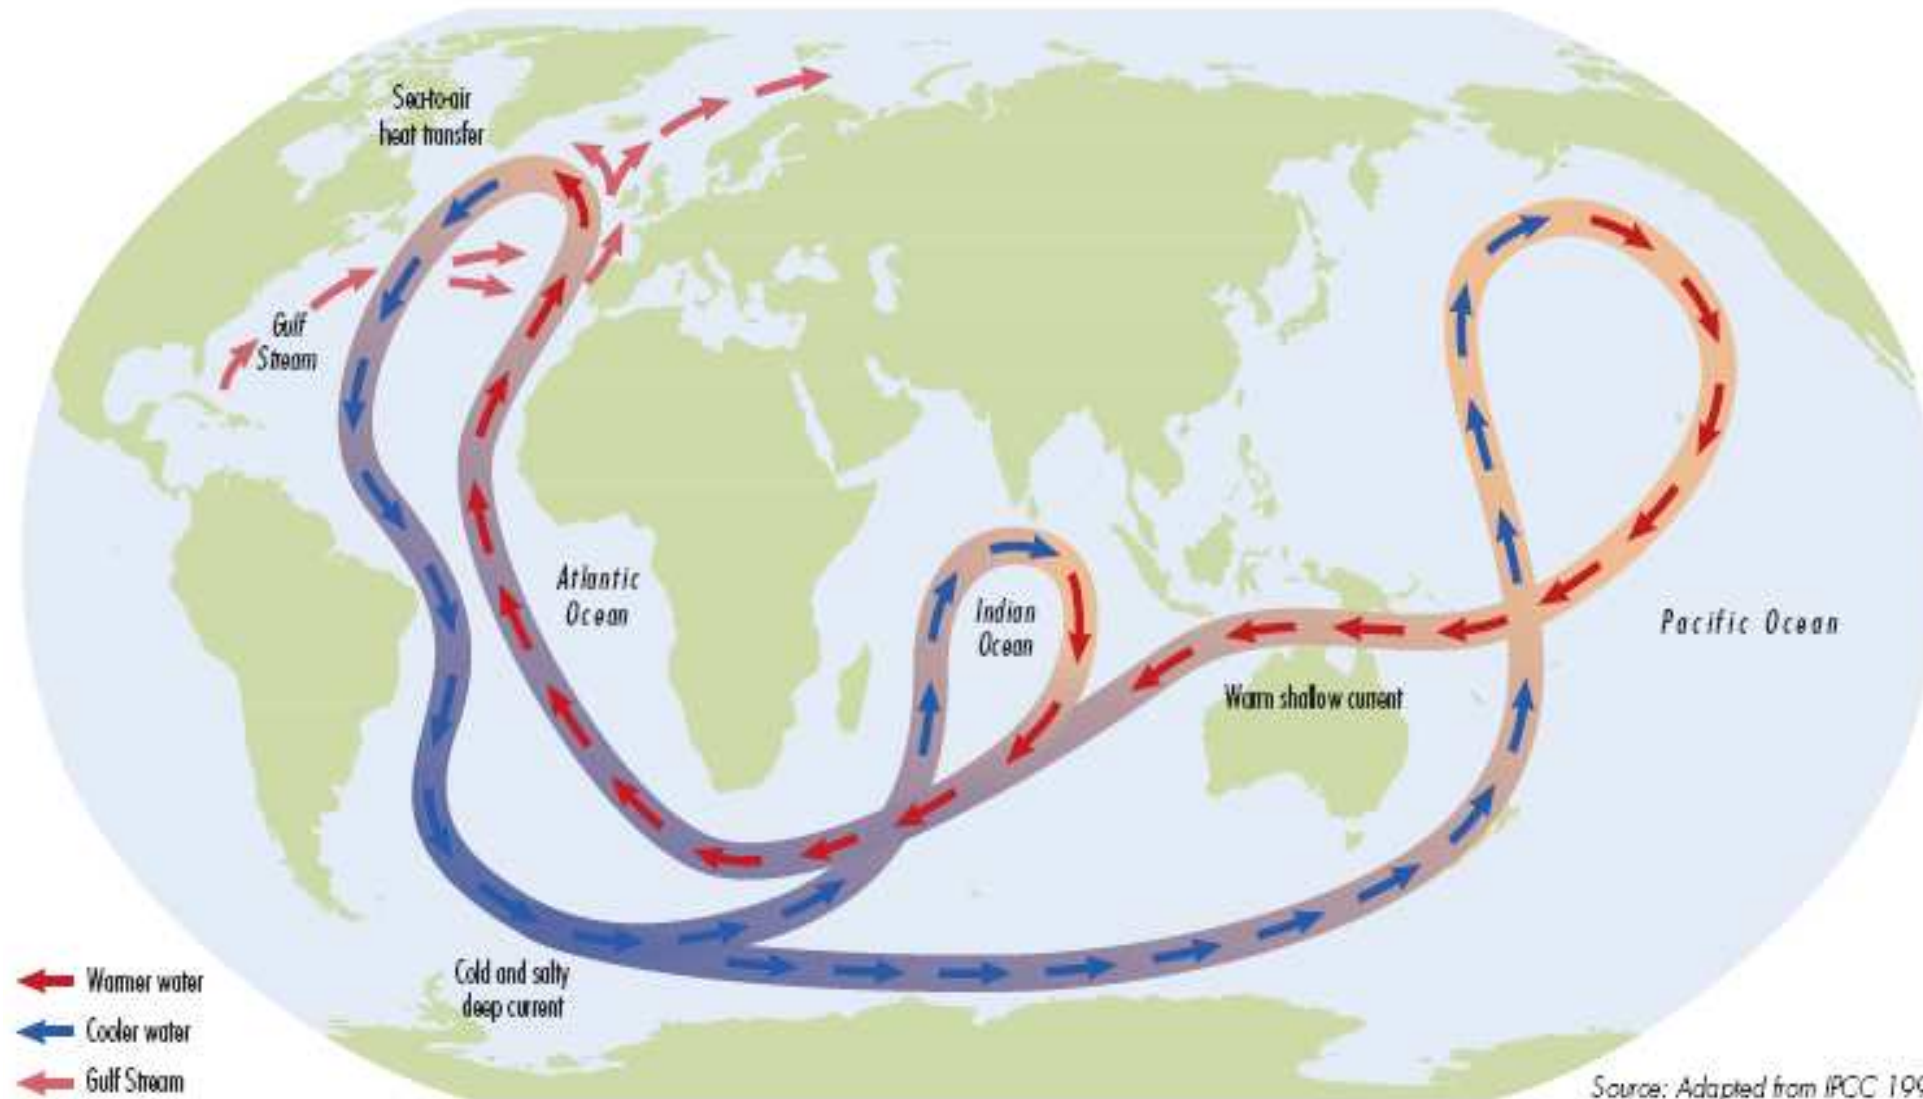 Sea-to-air
heat transfer
Gulf
Stream
Atlantic
Ocean
Indian
Ocean
Pacific Ocean
Warm shallow current
Cold and salty
deep current
Warmer water
Cooler water
Gulf Stream
Source: Adapted from IPCC 199